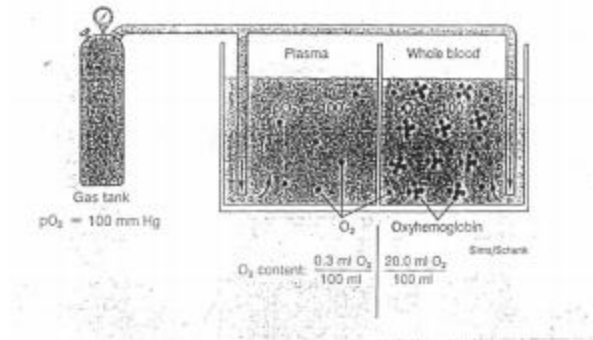 Plasma
Whole blood
Gas tank
pO₂ = 100 mm Hg
O₂
Oxyhemoglobin
Sims/Schenk
O₂ content: 0.3 ml O₂ / 100 ml
20.0 ml O₂ / 100 ml